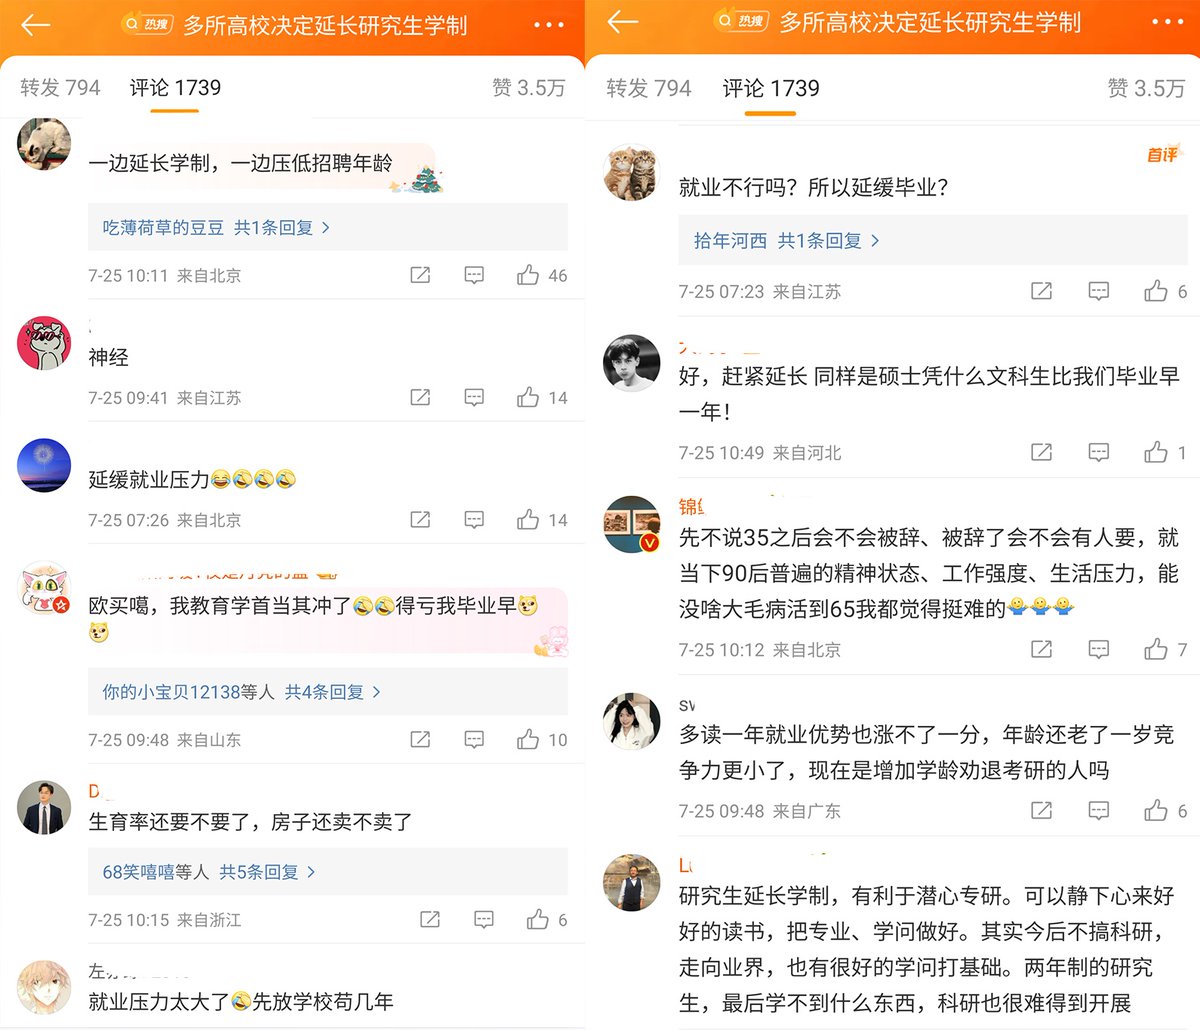 热搜 多所高校决定延长研究生学制
转发 794 评论 1739 赞 3.5万
一边延长学制，一边压低招聘年龄
吃薄荷草的豆豆 共1条回复 >
7-25 10:11 来自北京 46
神经
7-25 09:41 来自江苏 14
延缓就业压力😂🤣🤣🤣
7-25 07:26 来自北京 14
欧买噶，我教育学首当其冲了🤣🤣得亏我毕业早
你的小宝贝12138等人 共4条回复 >
7-25 09:48 来自山东 10
D
生育率还要不要了，房子还卖不卖了
68笑嘻嘻等人 共5条回复 >
7-25 10:15 来自浙江 6
左
就业压力太大了🤣先放学校苟几年
热搜 多所高校决定延长研究生学制
转发 794 评论 1739 赞 3.5万
首评
就业不行吗？所以延缓毕业？
拾年河西 共1条回复 >
7-25 07:23 来自江苏 6
好，赶紧延长 同样是硕士凭什么文科生比我们毕业早
一年！
7-25 10:49 来自河北 1
锦
先不说35之后会不会被辞、被辞了会不会有人要，就
当下90后普遍的精神状态、工作强度、生活压力，能
没啥大毛病活到65我都觉得挺难的🤷🤷🤷
7-25 10:12 来自北京 7
sw
多读一年就业优势也涨不了一分，年龄还老了一岁竞
争力更小了，现在是增加学龄劝退考研的人吗
7-25 09:48 来自广东 6
L
研究生延长学制，有利于潜心专研。可以静下心来好
好的读书，把专业、学问做好。其实今后不搞科研，
走向业界，也有很好的学问打基础。两年制的研究
生，最后学不到什么东西，科研也很难得到开展